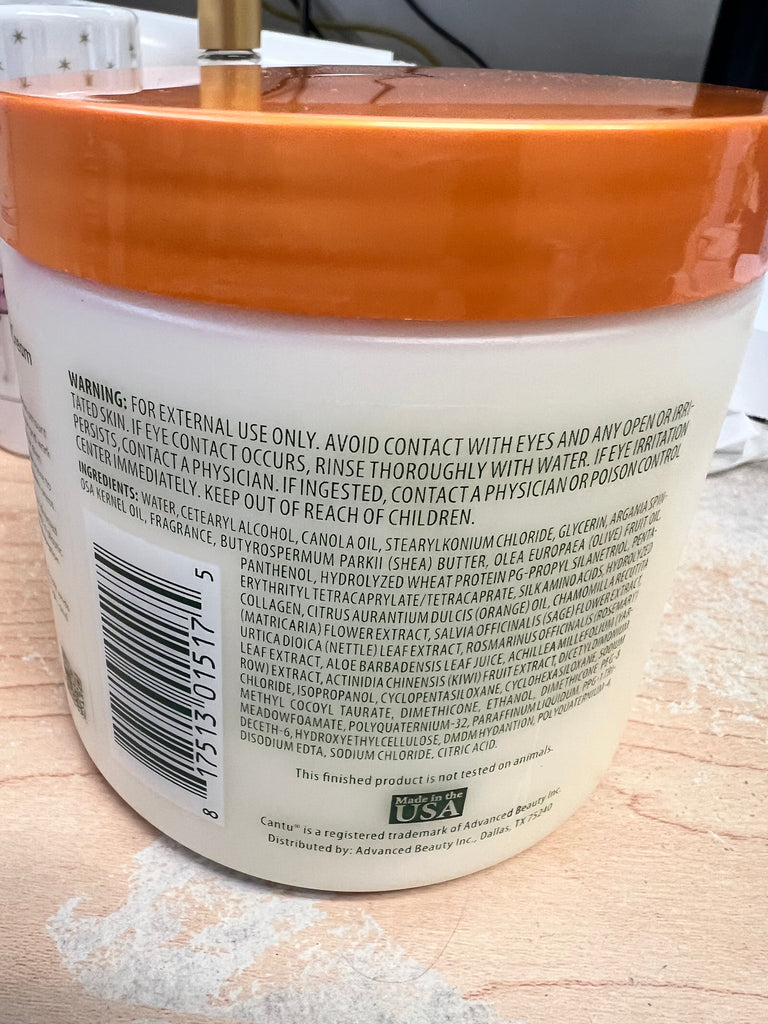 WARNING: FOR EXTERNAL USE ONLY. AVOID CONTACT WITH EYES AND ANY OPEN OR IRRI-
TATED SKIN. IF EYE CONTACT OCCURS, RINSE THOROUGHLY WITH WATER. IF EYE IRRITATION
PERSISTS, CONTACT A PHYSICIAN. IF INGESTED, CONTACT A PHYSICIAN OR POISON CONTROL
CENTER IMMEDIATELY. KEEP OUT OF REACH OF CHILDREN.
INGREDIENTS: WATER, CETEARYL ALCOHOL, CANOLA OIL, STEARYLKONIUM CHLORIDE, GLYCERIN, ARGANIA SPIN-
OSA KERNEL OIL, FRAGRANCE, BUTYROSPERMUM PARKII (SHEA) BUTTER, OLEA EUROPAEA (OLIVE) FRUIT OIL,
PANTHENOL, HYDROLYZED WHEAT PROTEIN PG-PROPYL SILANETRIOL, PENTA-
ERYTHRITYL TETRACAPRYLATE/TETRACAPRATE, SILK AMINO ACIDS, HYDROLYZED
COLLAGEN, CITRUS AURANTIUM DULCIS (ORANGE) OIL, CHAMOMILLA RECUTITA
(MATRICARIA) FLOWER EXTRACT, SALVIA OFFICINALIS (SAGE) FLOWER EXTRACT,
URTICA DIOICA (NETTLE) LEAF EXTRACT, ROSMARINUS OFFICINALIS (ROSEMARY)
LEAF EXTRACT, ALOE BARBADENSIS LEAF JUICE, ACHILLEA MILLEFOLIUM (YAR-
ROW) EXTRACT, ACTINIDIA CHINENSIS (KIWI) FRUIT EXTRACT, DICETYLDIMONIUM
CHLORIDE, ISOPROPANOL, CYCLOPENTASILOXANE, CYCLOHEXASILOXANE, SODIUM
METHYL COCOYL TAURATE, DIMETHICONE, ETHANOL, DIMETHICONE PEG-8
MEADOWFOAMATE, POLYQUATERNIUM-32, PARAFFINUM LIQUIDUM, PPG-1 TRI-
DECETH-6, HYDROXYETHYLCELLULOSE, DMDM HYDANTION, POLYQUATERNIUM-4,
DISODIUM EDTA, SODIUM CHLORIDE, CITRIC ACID.
8 17513 01517 5
This finished product is not tested on animals.
Made in the
USA
Cantu® is a registered trademark of Advanced Beauty Inc.
Distributed by: Advanced Beauty Inc., Dallas, TX 75240